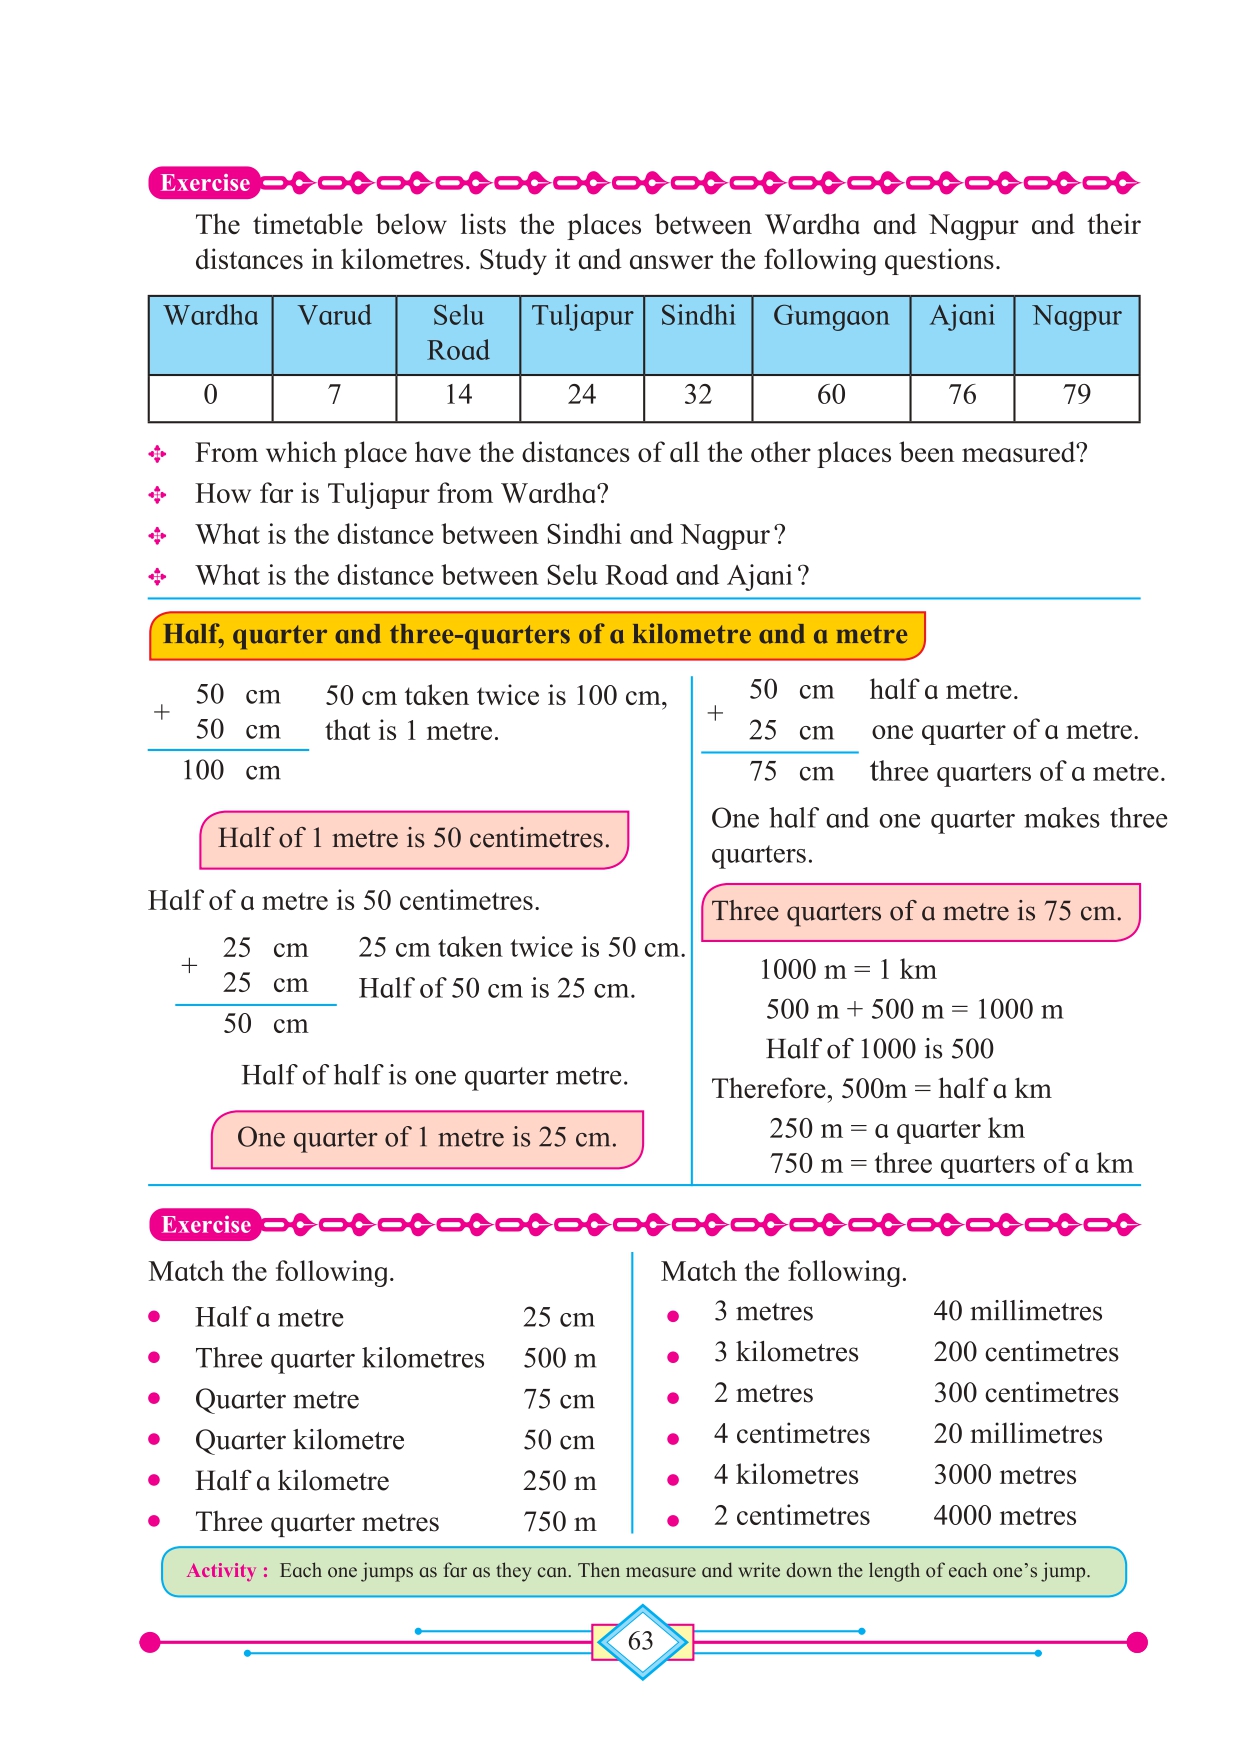 Exercise
The timetable below lists the places between Wardha and Nagpur and their
distances in kilometres. Study it and answer the following questions.
Wardha Varud Selu Road Tuljapur Sindhi Gumgaon Ajani Nagpur
0 7 14 24 32 60 76 79
From which place have the distances of all the other places been measured?
How far is Tuljapur from Wardha?
What is the distance between Sindhi and Nagpur?
What is the distance between Selu Road and Ajani?
Half, quarter and three-quarters of a kilometre and a metre
50 cm 50 cm taken twice is 100 cm,
+
50 cm that is 1 metre.
100 cm
Half of 1 metre is 50 centimetres.
Half of a metre is 50 centimetres.
25 cm 25 cm taken twice is 50 cm.
+
25 cm Half of 50 cm is 25 cm.
50 cm
Half of half is one quarter metre.
One quarter of 1 metre is 25 cm.
50 cm half a metre.
+
25 cm one quarter of a metre.
75 cm three quarters of a metre.
One half and one quarter makes three
quarters.
Three quarters of a metre is 75 cm.
1000 m = 1 km
500 m + 500 m = 1000 m
Half of 1000 is 500
Therefore, 500m = half a km
250 m = a quarter km
750 m = three quarters of a km
Exercise
Match the following.
Half a metre 25 cm
Three quarter kilometres 500 m
Quarter metre 75 cm
Quarter kilometre 50 cm
Half a kilometre 250 m
Three quarter metres 750 m
Match the following.
3 metres 40 millimetres
3 kilometres 200 centimetres
2 metres 300 centimetres
4 centimetres 20 millimetres
4 kilometres 3000 metres
2 centimetres 4000 metres
Activity : Each one jumps as far as they can. Then measure and write down the length of each one's jump.
63